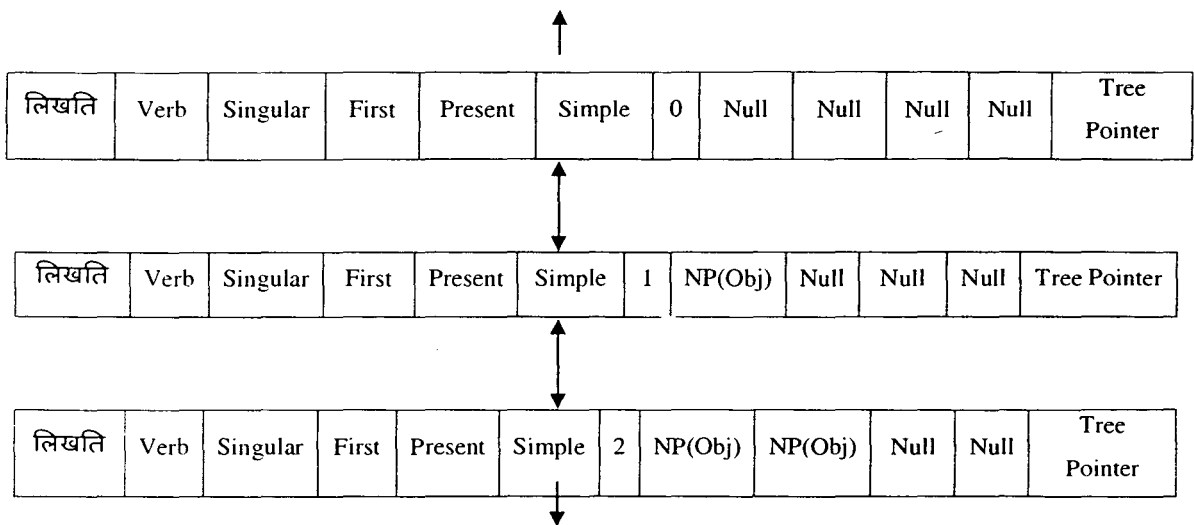 लिखति Verb Singular First Present Simple 0 Null Null Null Null Tree Pointer
लिखति Verb Singular First Present Simple 1 NP(Obj) Null Null Null Tree Pointer
लिखति Verb Singular First Present Simple 2 NP(Obj) NP(Obj) Null Null Tree Pointer